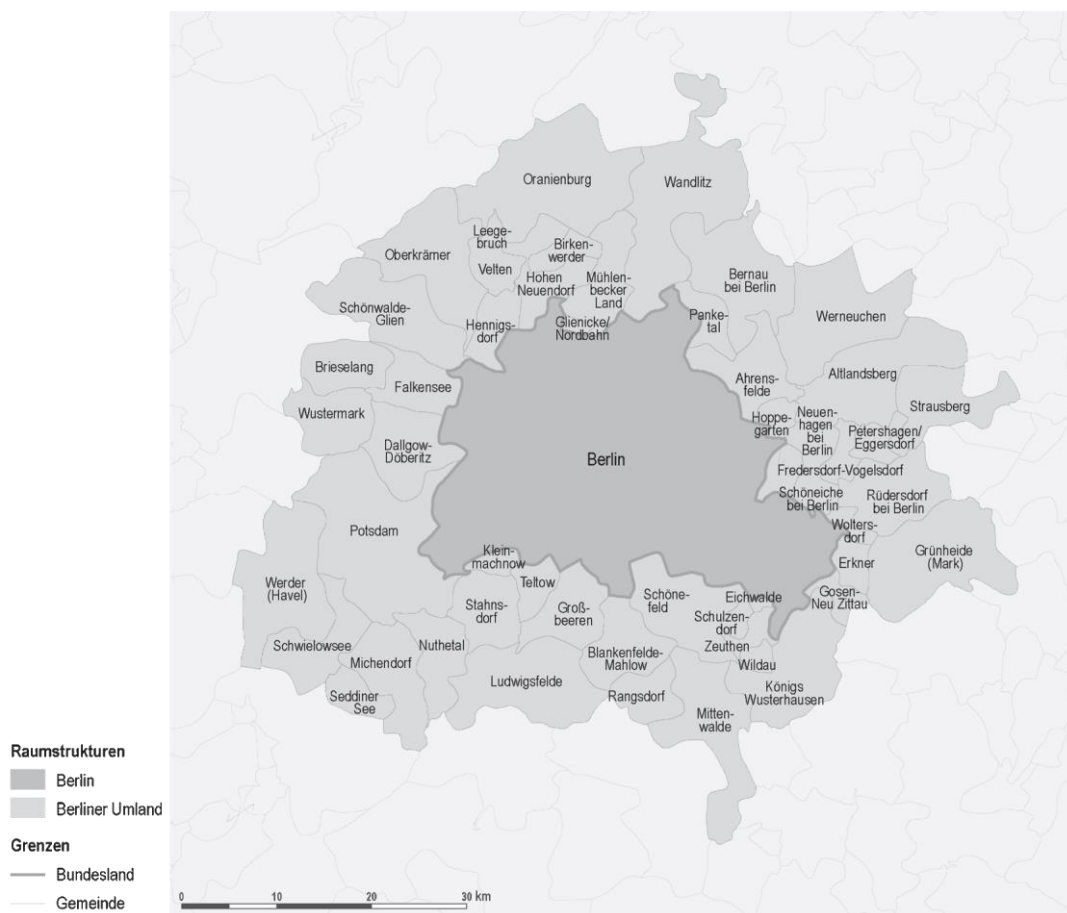 Oranienburg
Wandlitz
Leege-
bruch
Birken-
werder
Oberkrämer
Velten
Hohen
Neuendorf
Mühlen-
becker
Land
Bernau
bei Berlin
Schönwalde-
Glien
Hennigs-
dorf
Glienicke/
Nordbahn
Panke-
tal
Werneuchen
Brieselang
Falkensee
Ahrens-
felde
Altlandsberg
Wustermark
Hoppe-
garten
Neuen-
hagen
bei
Berlin
Strausberg
Petershagen/
Eggersdorf
Dallgow-
Döberitz
Berlin
Fredersdorf-Vogelsdorf
Schöneiche
bei Berlin
Rüdersdorf
bei Berlin
Potsdam
Wolters-
dorf
Klein-
machnow
Grünheide
(Mark)
Erkner
Werder
(Havel)
Teltow
Stahns-
dorf
Groß-
beeren
Schöne-
feld
Eichwalde
Gosen-
Neu Zittau
Schulzen-
dorf
Schwielowsee
Nuthetal
Zeuthen
Michendorf
Blankenfelde-
Mahlow
Wildau
Ludwigsfelde
Königs
Wusterhausen
Seddiner
See
Rangsdorf
Mitten-
walde
Raumstrukturen
Berlin
Berliner Umland
Grenzen
Bundesland
Gemeinde
0 10 20 30 km